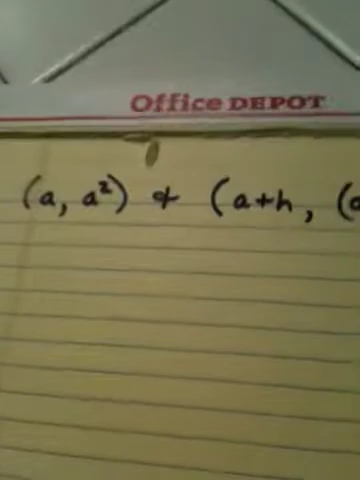 Office DEPOT
(a, a²) & (a+h, (a